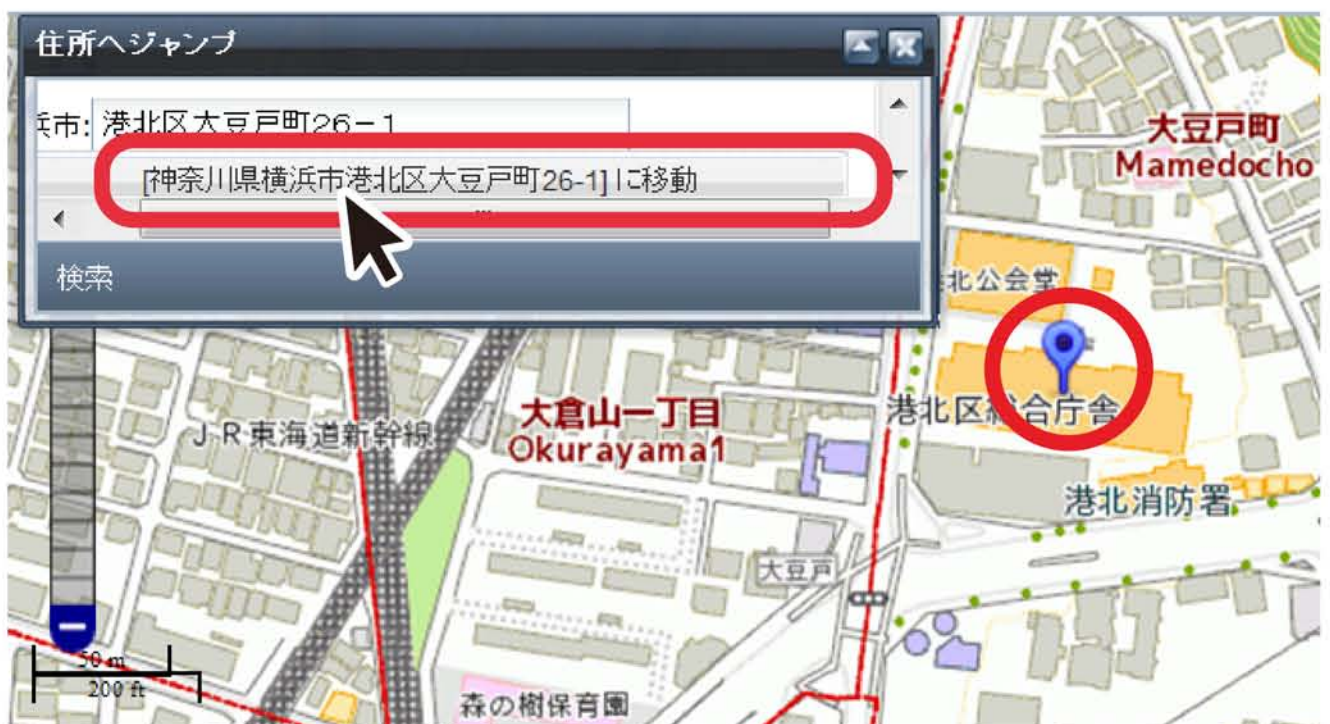 住所へジャンプ
浜市: 港北区大豆戸町26－1
[神奈川県横浜市港北区大豆戸町26-1]に移動
検索
大豆戸町
Mamedocho
北公会堂
港北区総合庁舎
大倉山一丁目
Okurayama1
JR東海道新幹線
港北消防署
大豆戸
50 m
200 ft
森の樹保育園